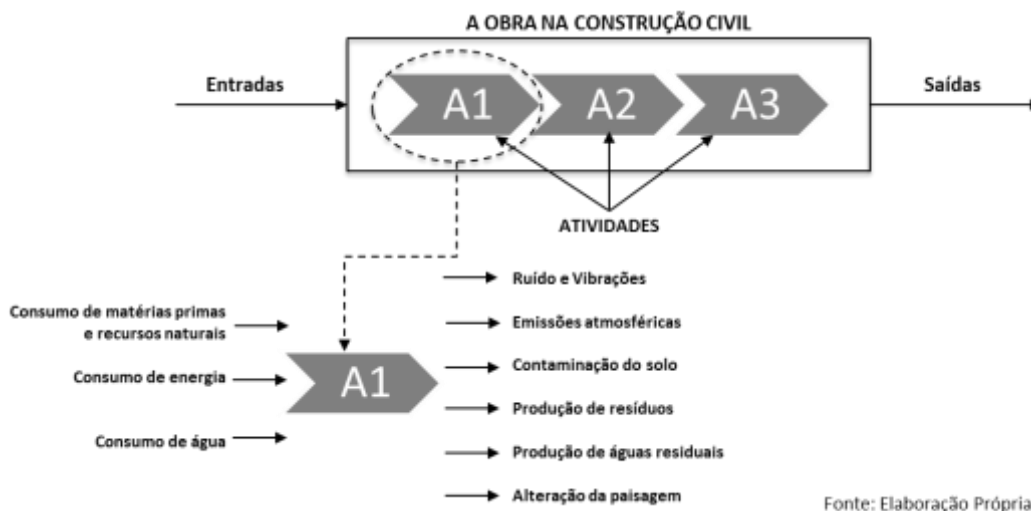 A OBRA NA CONSTRUÇÃO CIVIL
Entradas
A1
A2
A3
Saídas
ATIVIDADES
Consumo de matérias primas
e recursos naturais
Consumo de energia
Consumo de água
A1
Ruído e Vibrações
Emissões atmosféricas
Contaminação do solo
Produção de resíduos
Produção de águas residuais
Alteração da paisagem
Fonte: Elaboração Própria